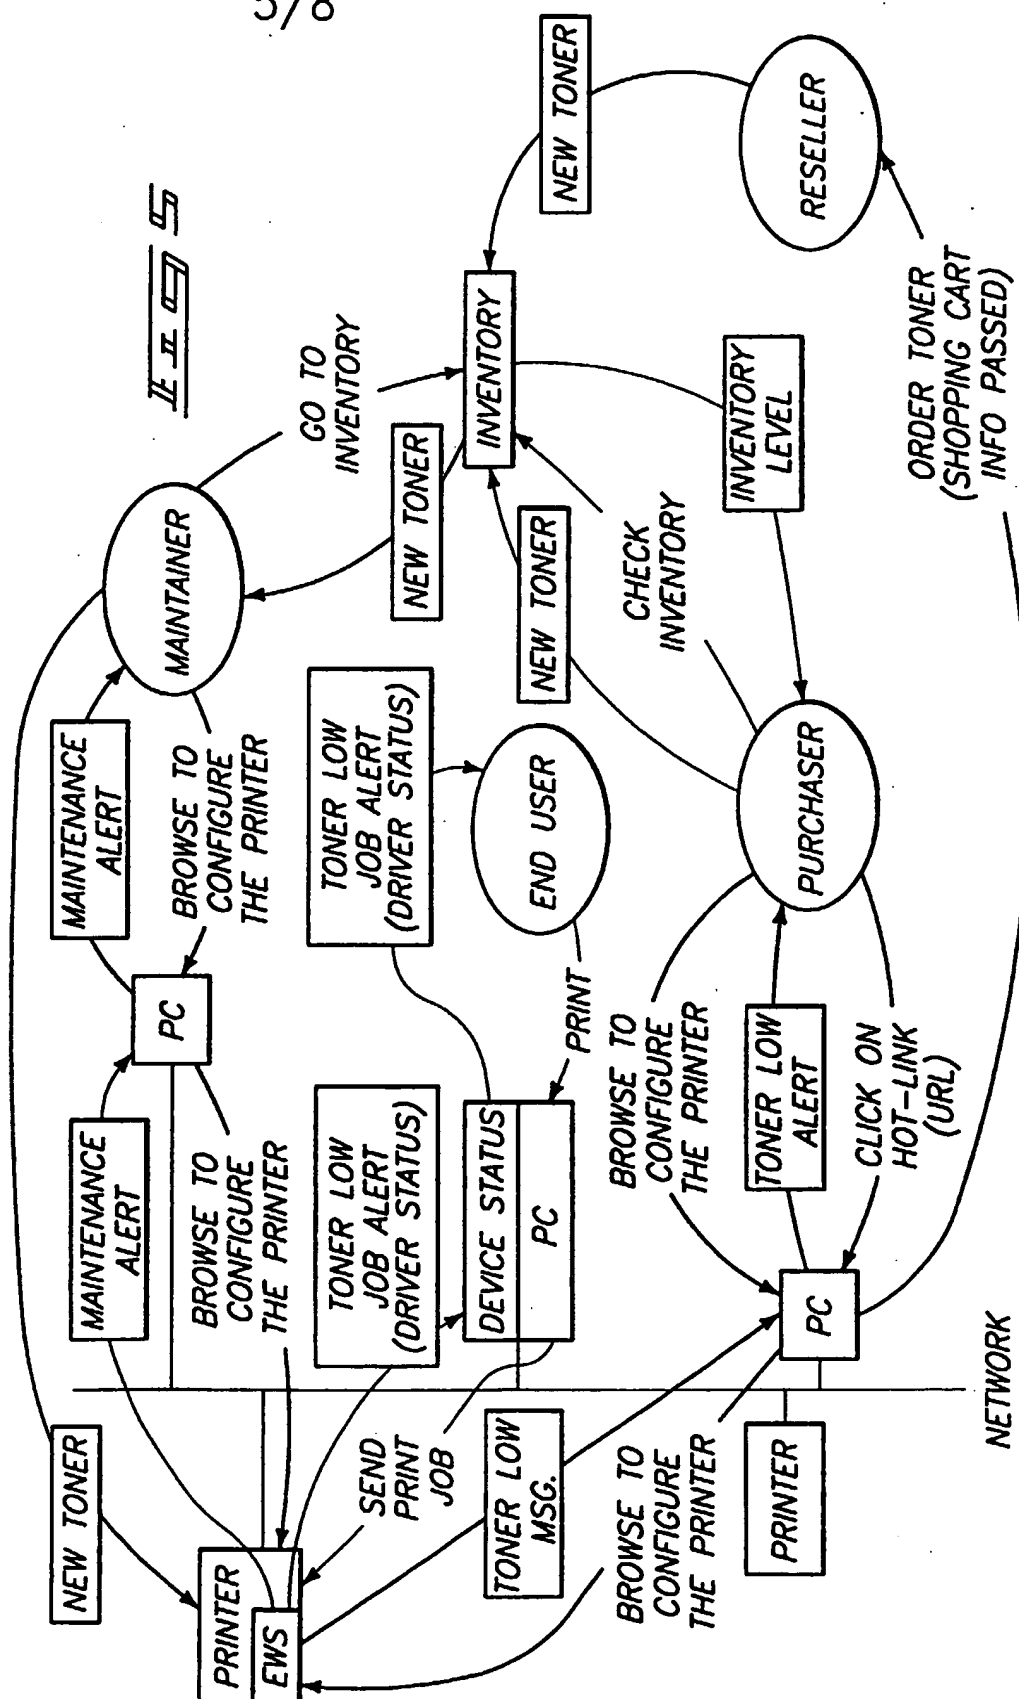 5/8
FIG 5
NEW TONER
PRINTER
EWS
MAINTENANCE
ALERT
BROWSE TO
CONFIGURE
THE PRINTER
PC
MAINTENANCE
ALERT
BROWSE TO
CONFIGURE
THE PRINTER
MAINTAINER
GO TO
INVENTORY
NEW TONER
INVENTORY
NEW TONER
RESELLER
TONER LOW
JOB ALERT
(DRIVER STATUS)
TONER LOW
JOB ALERT
(DRIVER STATUS)
SEND
PRINT
JOB
DEVICE STATUS
PC
PRINT
END USER
NEW TONER
CHECK
INVENTORY
INVENTORY
LEVEL
TONER LOW
MSG.
BROWSE TO
CONFIGURE
THE PRINTER
BROWSE TO
CONFIGURE
THE PRINTER
PRINTER
PC
TONER LOW
ALERT
CLICK ON
HOT-LINK
(URL)
PURCHASER
ORDER TONER
(SHOPPING CART
INFO PASSED)
NETWORK